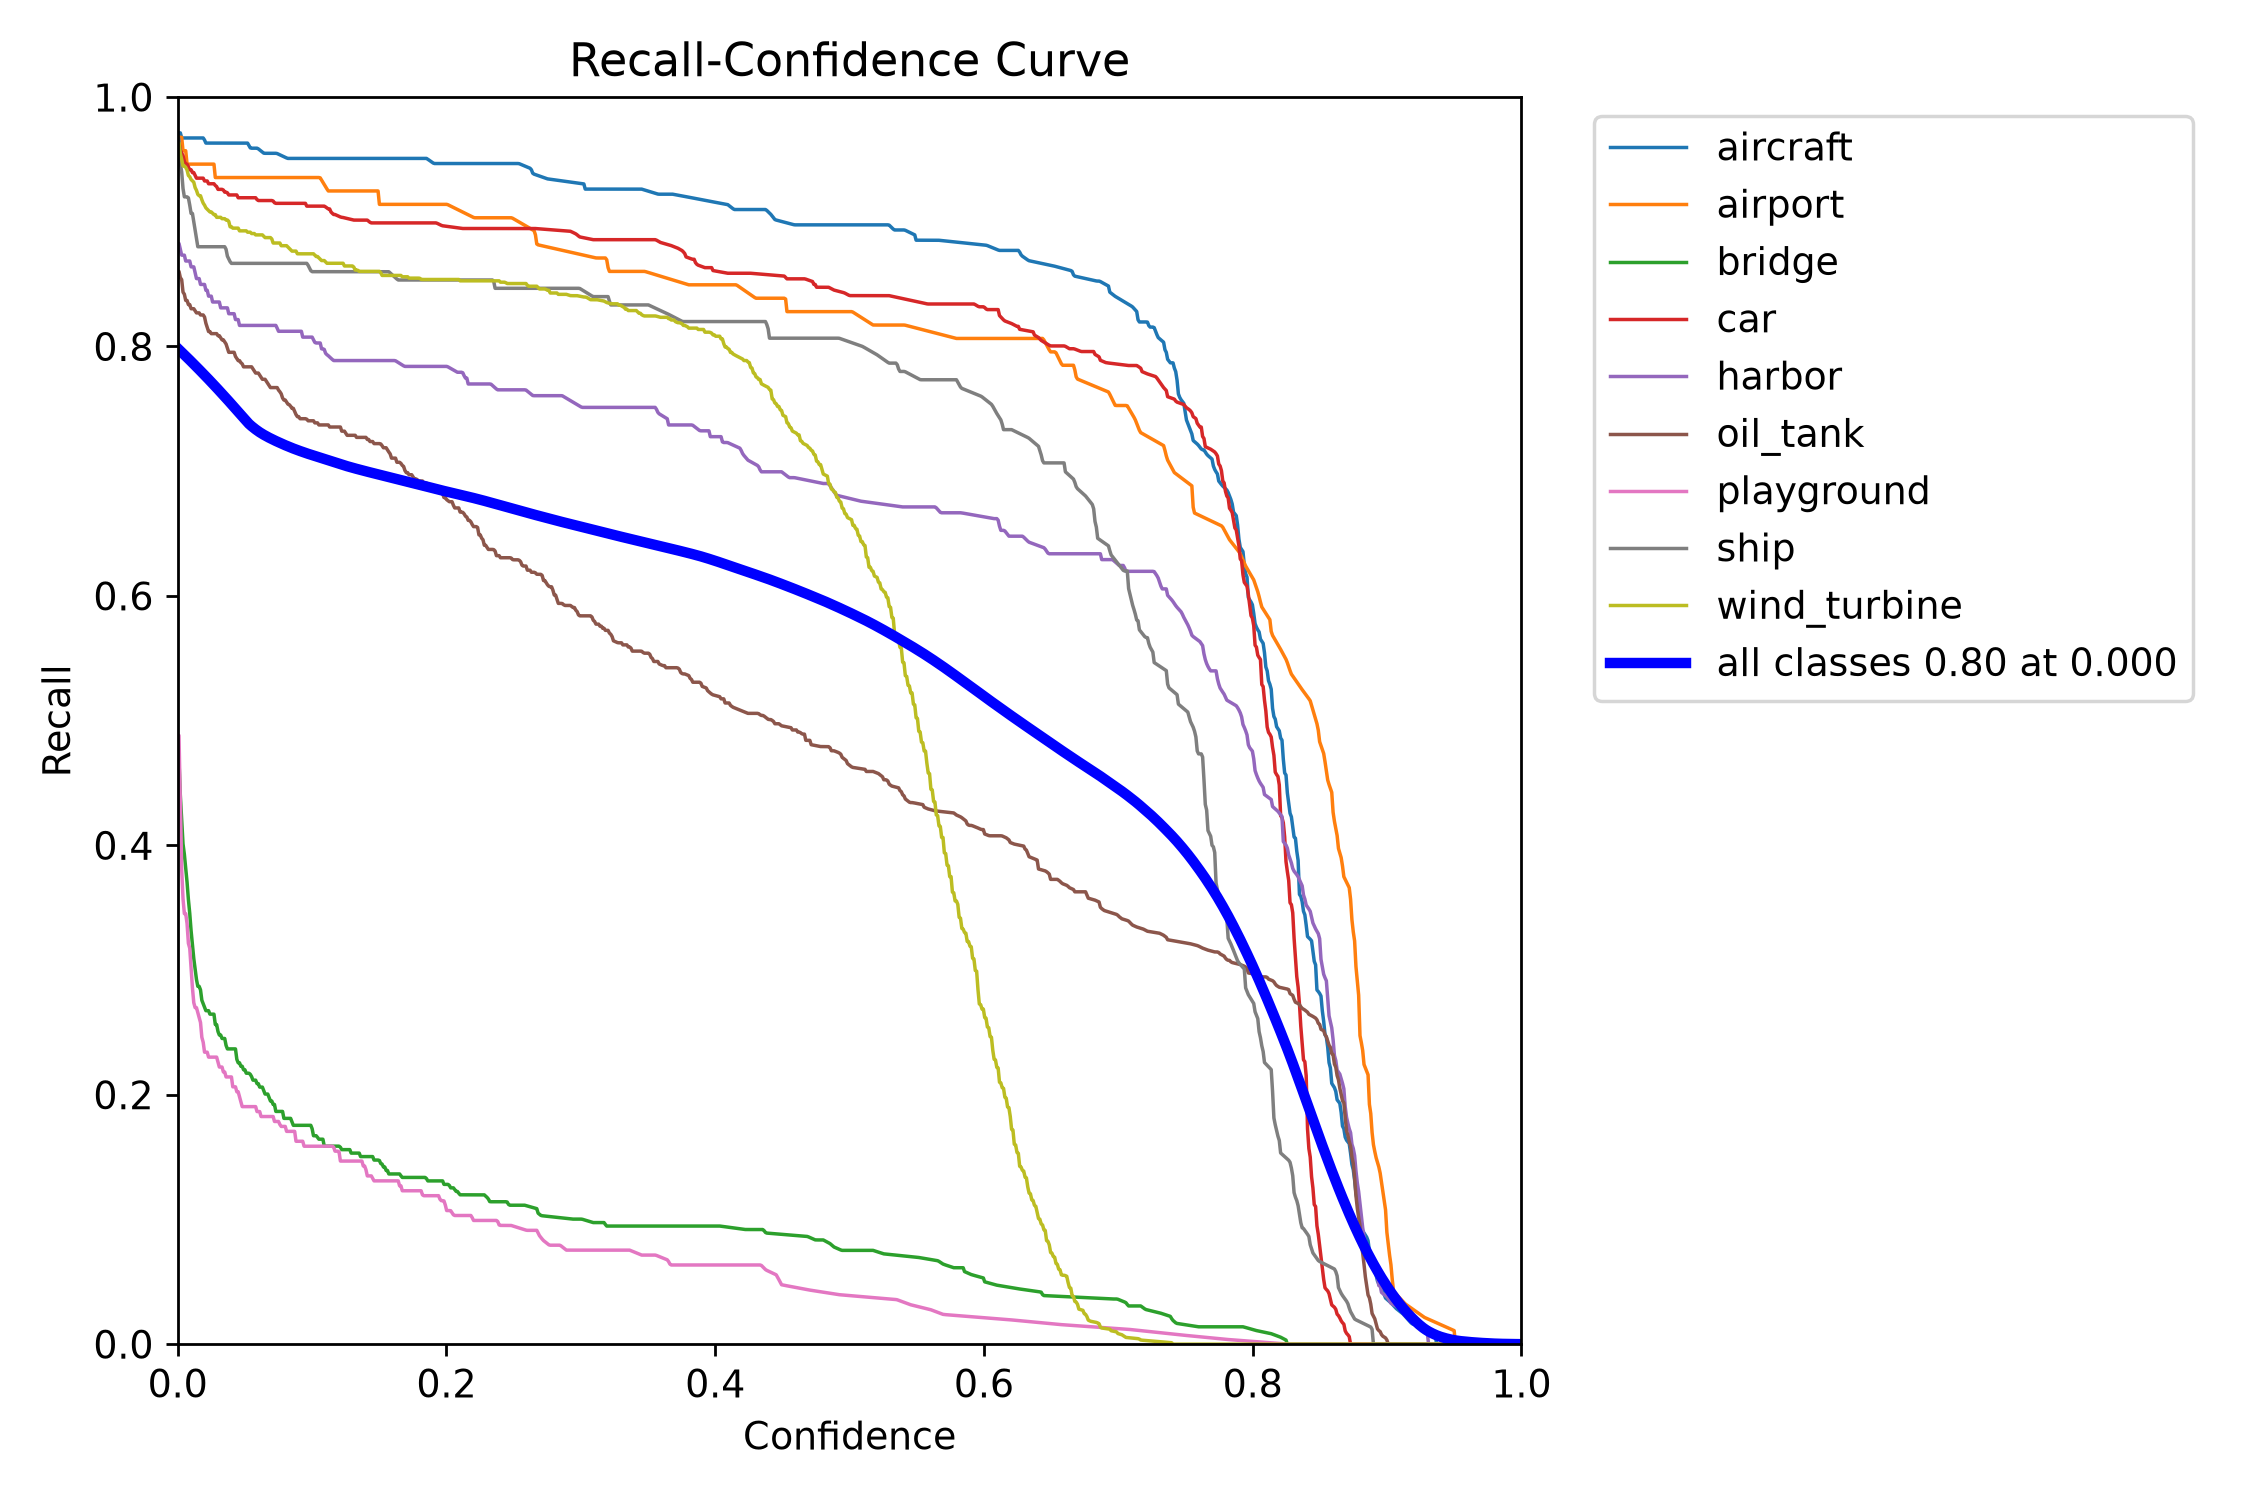 Recall-Confidence Curve
1.0
0.8
0.6
0.4
0.2
0.0
Recall
0.0 0.2 0.4 0.6 0.8 1.0
Confidence
aircraft
airport
bridge
car
harbor
oil_tank
playground
ship
wind_turbine
all classes 0.80 at 0.000